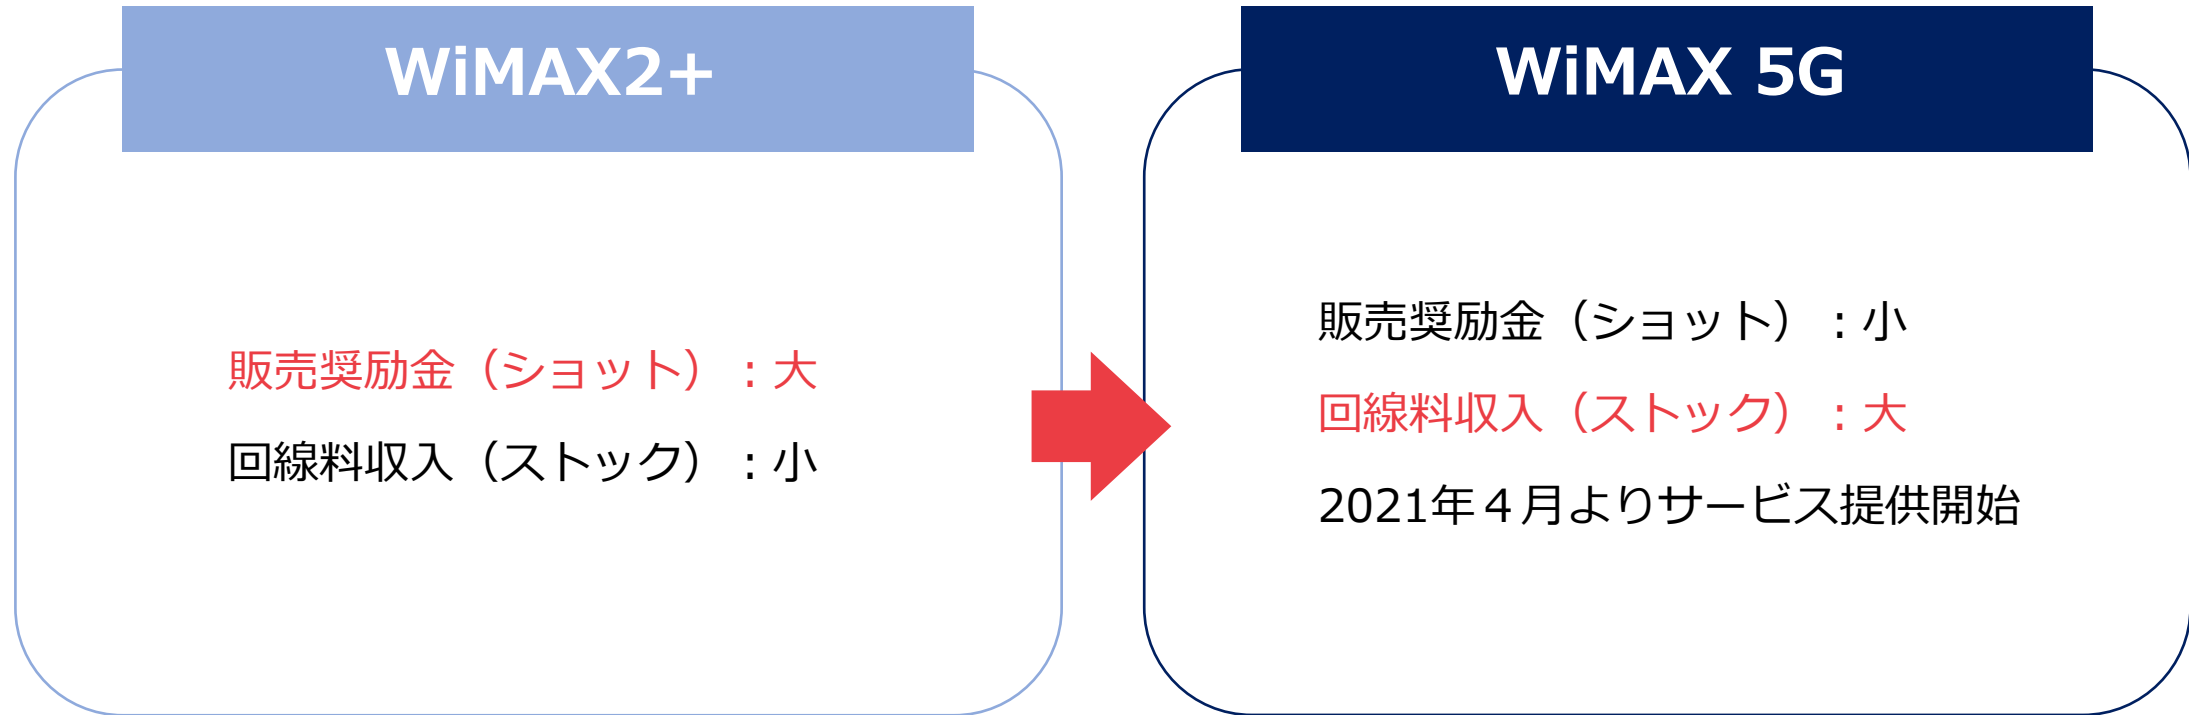 WiMAX2+
販売奨励金（ショット）：大
回線料収入（ストック）：小
WiMAX 5G
販売奨励金（ショット）：小
回線料収入（ストック）：大
2021年４月よりサービス提供開始